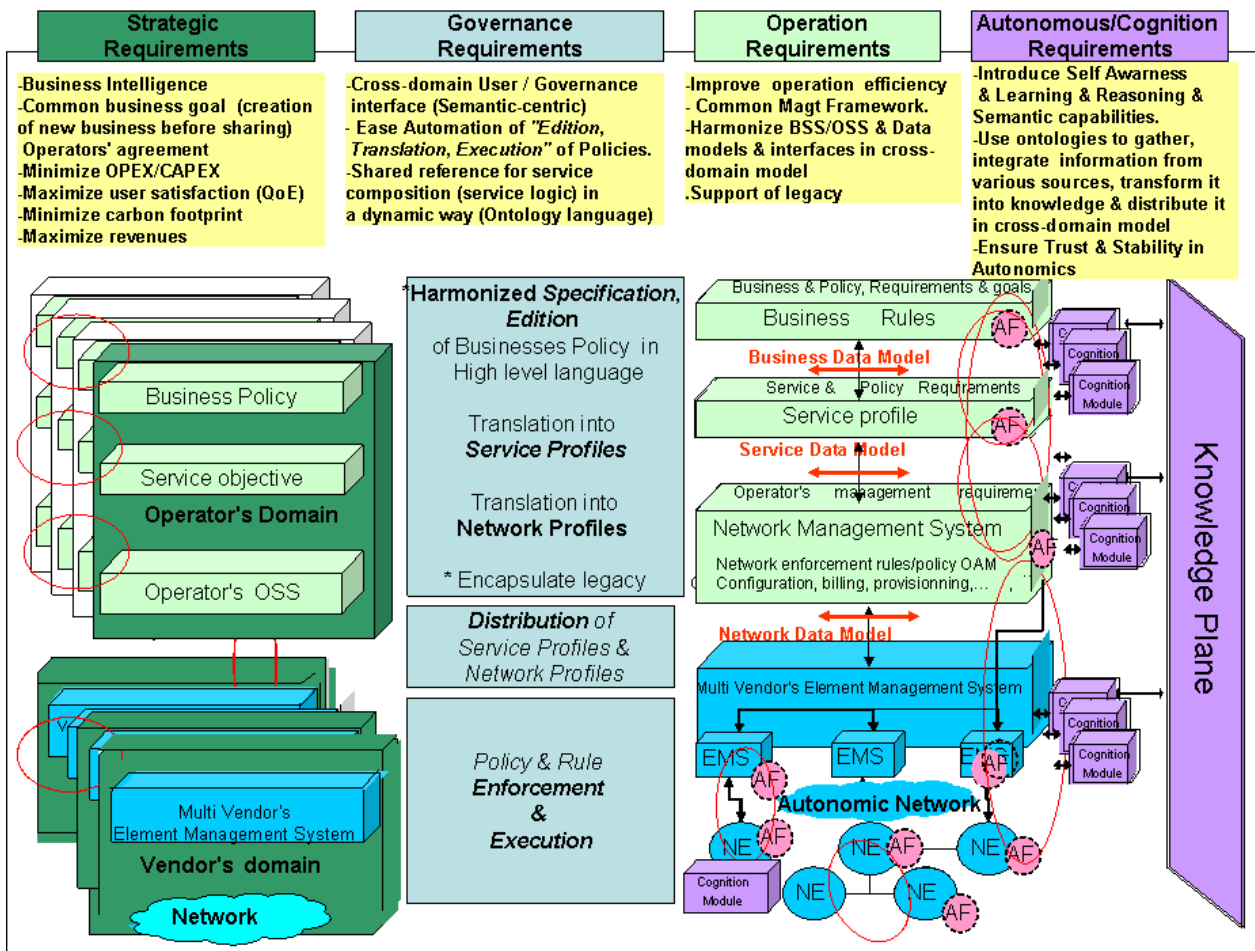 Strategic
Requirements
-Business Intelligence
-Common business goal (creation
of new business before sharing)
Operators' agreement
-Minimize OPEX/CAPEX
-Maximize user satisfaction (QoE)
-Minimize carbon footprint
-Maximize revenues
Governance
Requirements
-Cross-domain User / Governance
interface (Semantic-centric)
- Ease Automation of "Edition,
Translation, Execution" of Policies.
-Shared reference for service
composition (service logic) in
a dynamic way (Ontology language)
Operation
Requirements
-Improve operation efficiency
- Common Magt Framework.
-Harmonize BSS/OSS & Data
models & interfaces in cross-
domain model
.Support of legacy
Autonomous/Cognition
Requirements
-Introduce Self Awarness
& Learning & Reasoning &
Semantic capabilities.
-Use ontologies to gather,
integrate information from
various sources, transform it
into knowledge & distribute it
in cross-domain model
-Ensure Trust & Stability in
Autonomics
Business Policy
Service objective
Operator's Domain
Operator's OSS
V
Multi Vendor's
Element Management System
Vendor's domain
Network
*Harmonized Specification,
Edition
of Businesses Policy in
High level language
Translation into
Service Profiles
Translation into
Network Profiles
* Encapsulate legacy
Distribution of
Service Profiles &
Network Profiles
Policy & Rule
Enforcement
&
Execution
Business & Policy, Requirements & goals
Business Rules
AF
Business Data Model
Service & Policy Requirements
Service profile
AF
Service Data Model
Operator's management requireme
Network Management System
AF
Network enforcement rules/policy OAM
Configuration, billing, provisionning,... ,
Network Data Model
Multi Vendor's Element Management System
EMS
EMS
EMS
AF
AF
Autonomic Network
NE
AF
NE
AF
NE
AF
Cognition
Module
NE
NE
AF
C
Cognition
Cognition
Module
C
Cognition
Cognition
Module
C
Cognition
Cognition
Module
Knowledge Plane